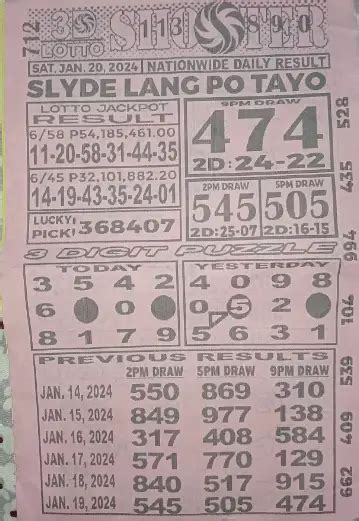 712 3D LOTTO SHOOTER 113 890
SAT. JAN. 20, 2024 NATIONWIDE DAILY RESULT
SLYDE LANG PO TAYO
LOTTO JACKPOT
RESULT
6/58 P54,185,461.00
11-20-58-31-44-35
6/45 P32,101,882.20
14-19-43-35-24-01
LUCKY PICK! 368407
9PM DRAW
474
2D:24-22
2PM DRAW 5PM DRAW
545 505
2D:25-07 2D:16-15
3 DIGIT PUZZLE
TODAY YESTERDAY
3 5 4 2 4 0 9 8
6 0 0 5 2
8 1 7 9 5 6 3 1
PREVIOUS RESULTS
2PM DRAW 5PM DRAW 9PM DRAW
JAN. 14, 2024 550 869 310
JAN. 15, 2024 849 977 138
JAN. 16, 2024 317 408 584
JAN. 17, 2024 571 770 129
JAN. 18, 2024 840 517 915
JAN. 19, 2024 545 505 474
528
435
994
104
539
409
662